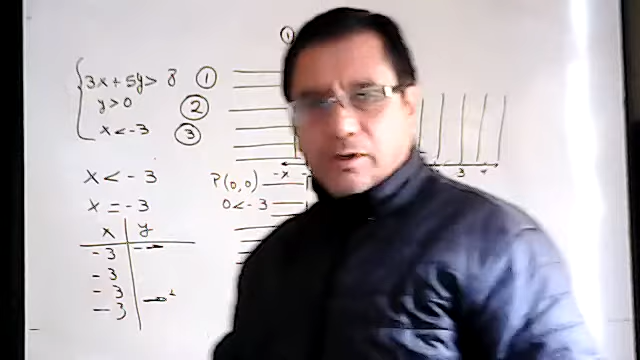 ①
3x + 5y > 8 ①
y > 0 ②
x < -3 ③
x < -3
P(0,0)
-x
3
x = -3
0 < -3
x y
-3
-3
-3
-3